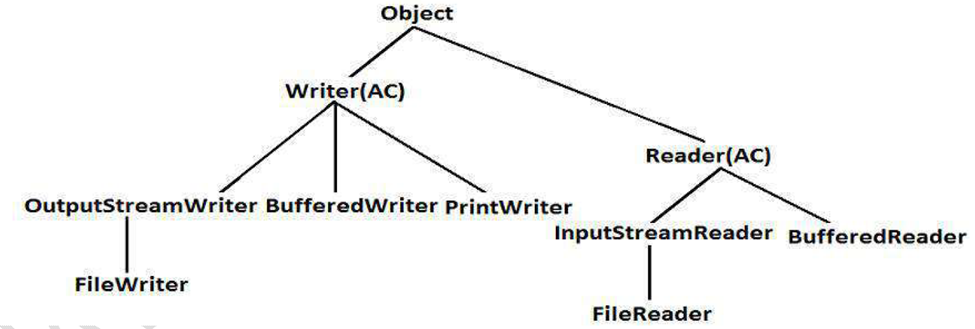 Object
Writer(AC)
Reader(AC)
OutputStreamWriter BufferedWriter PrintWriter
InputStreamReader BufferedReader
FileWriter
FileReader